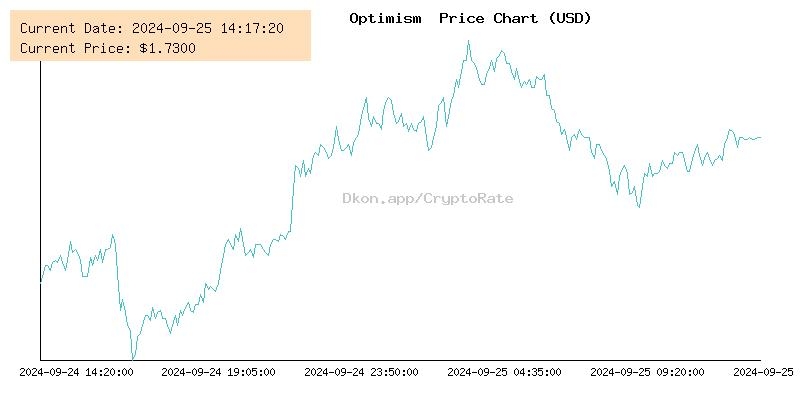 Optimism  Price Chart (USD)
Current Date: 2024-09-25 14:17:20
Current Price: $1.7300
Dkon.app/CryptoRate
2024-09-24 14:20:00 2024-09-24 19:05:00 2024-09-24 23:50:00 2024-09-25 04:35:00 2024-09-25 09:20:00 2024-09-25